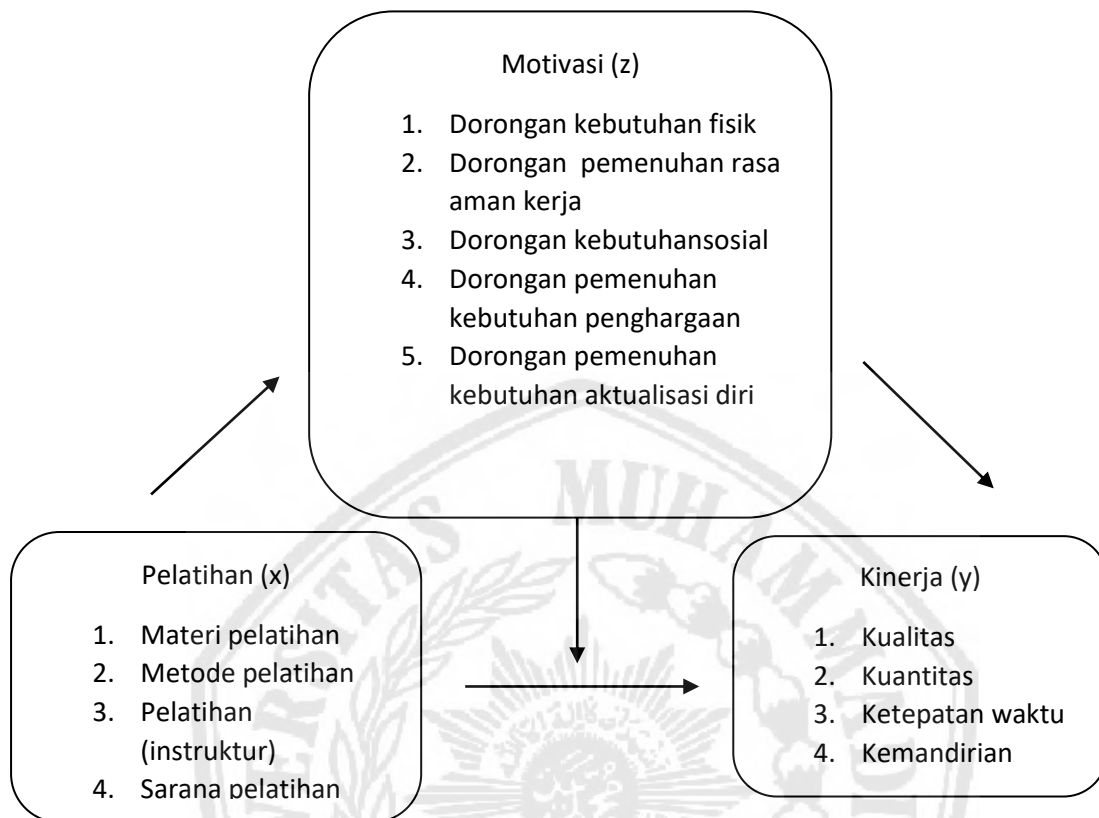 Motivasi (z)
1. Dorongan kebutuhan fisik
2. Dorongan pemenuhan rasa
aman kerja
3. Dorongan kebutuhansosial
4. Dorongan pemenuhan
kebutuhan penghargaan
5. Dorongan pemenuhan
kebutuhan aktualisasi diri
Pelatihan (x)
1. Materi pelatihan
2. Metode pelatihan
3. Pelatihan
(instruktur)
4. Sarana pelatihan
Kinerja (y)
1. Kualitas
2. Kuantitas
3. Ketepatan waktu
4. Kemandirian
ERSITAS MUHAMMADI